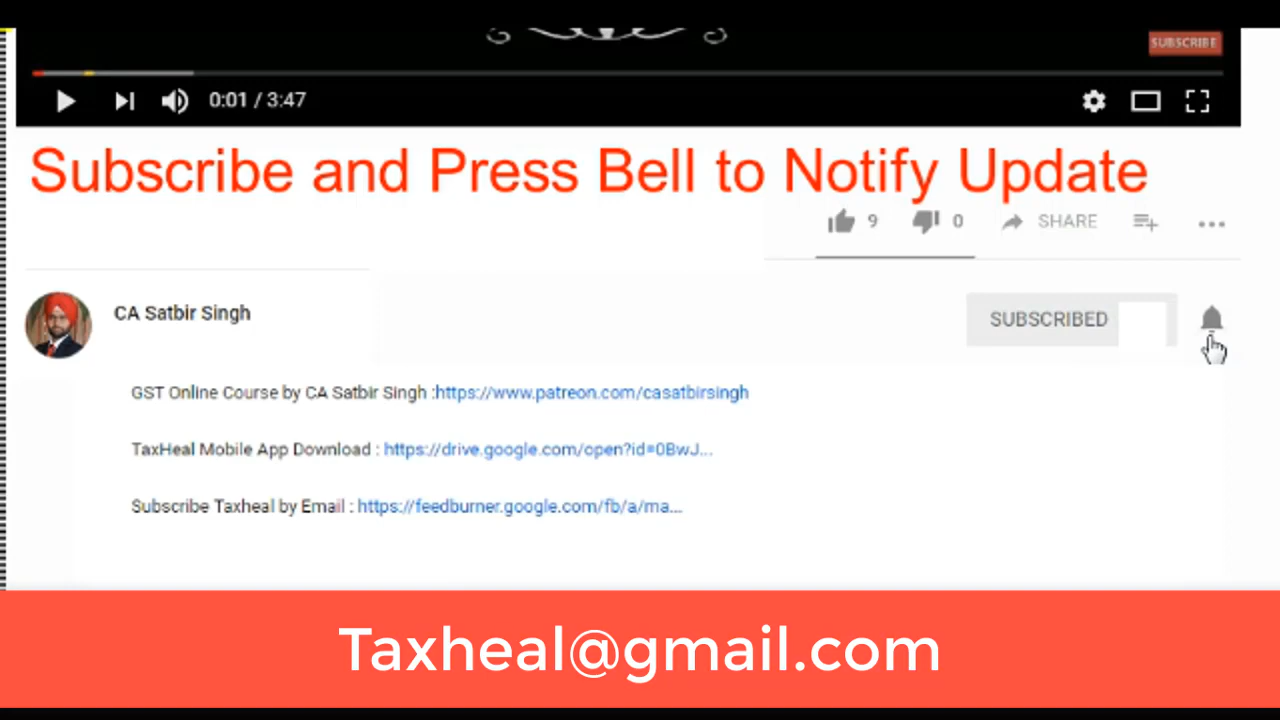 SUBSCRIBE
0:01 / 3:47
Subscribe and Press Bell to Notify Update
9 0 SHARE
CA Satbir Singh
SUBSCRIBED
GST Online Course by CA Satbir Singh :https://www.patreon.com/casatbirsingh
TaxHeal Mobile App Download : https://drive.google.com/open?id=0BwJ...
Subscribe Taxheal by Email : https://feedburner.google.com/fb/a/ma...
Taxheal@gmail.com